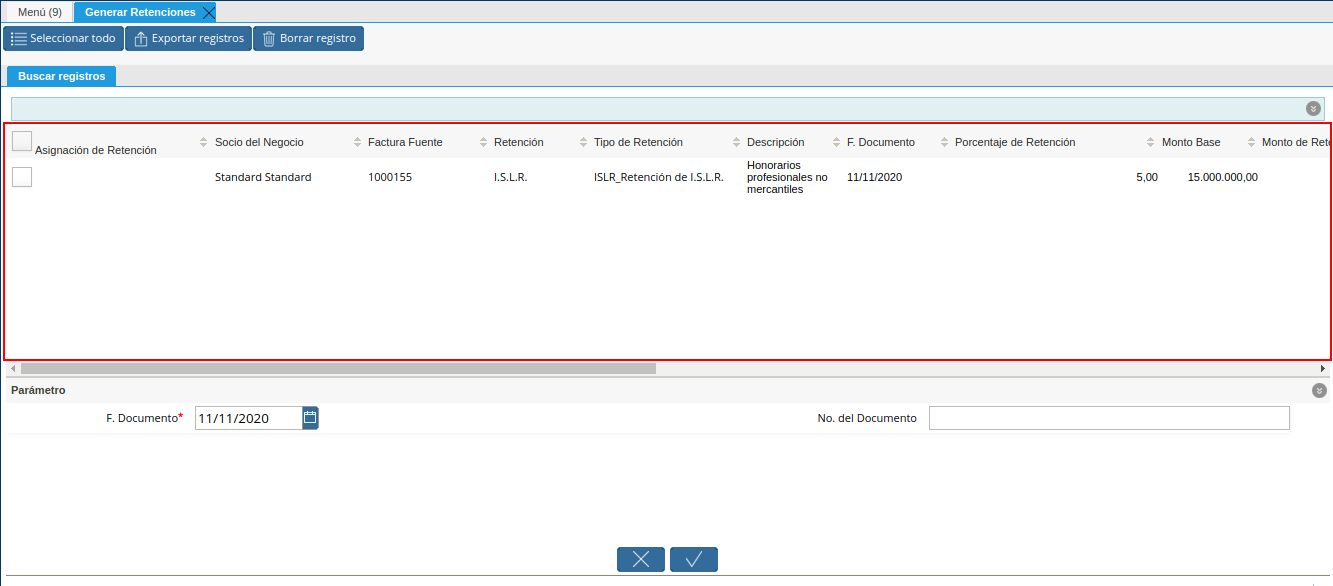 Menú (9) Generar Retenciones
Seleccionar todo Exportar registros Borrar registro
Buscar registros
Asignación de Retención Socio del Negocio Factura Fuente Retención Tipo de Retención Descripción F. Documento Porcentaje de Retención Monto Base Monto de Rete
Standard Standard 1000155 I.S.L.R. ISLR_Retención de I.S.L.R. Honorarios profesionales no mercantiles 11/11/2020 5,00 15.000.000,00
Parámetro
F. Documento* 11/11/2020 No. del Documento